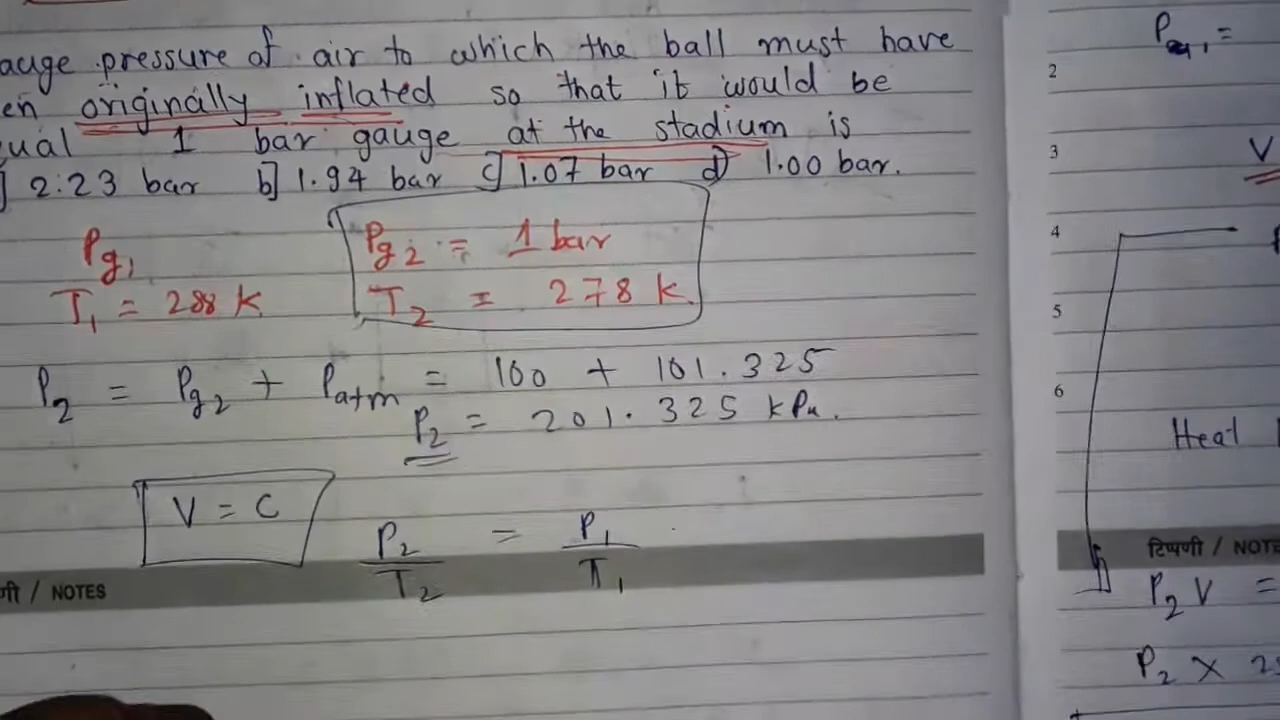 auge pressure of air to which the ball must have
en originally inflated so that it would be
ual 1 bar gauge at the stadium is
] 2.23 bar b] 1.94 bar c] 1.07 bar d) 1.00 bar.
Pg1
T1 = 288 K
Pg2 = 1 bar
T2 = 278 K
P2 = Pg2 + Patm = 100 + 101.325
P2 = 201.325 kPa.
V = C
P2/T2 = P1/T1
णी / NOTES
2
3
V
4
5
6
Heat
टिप्पणी / NOTE
P2 V =
P2 X 2